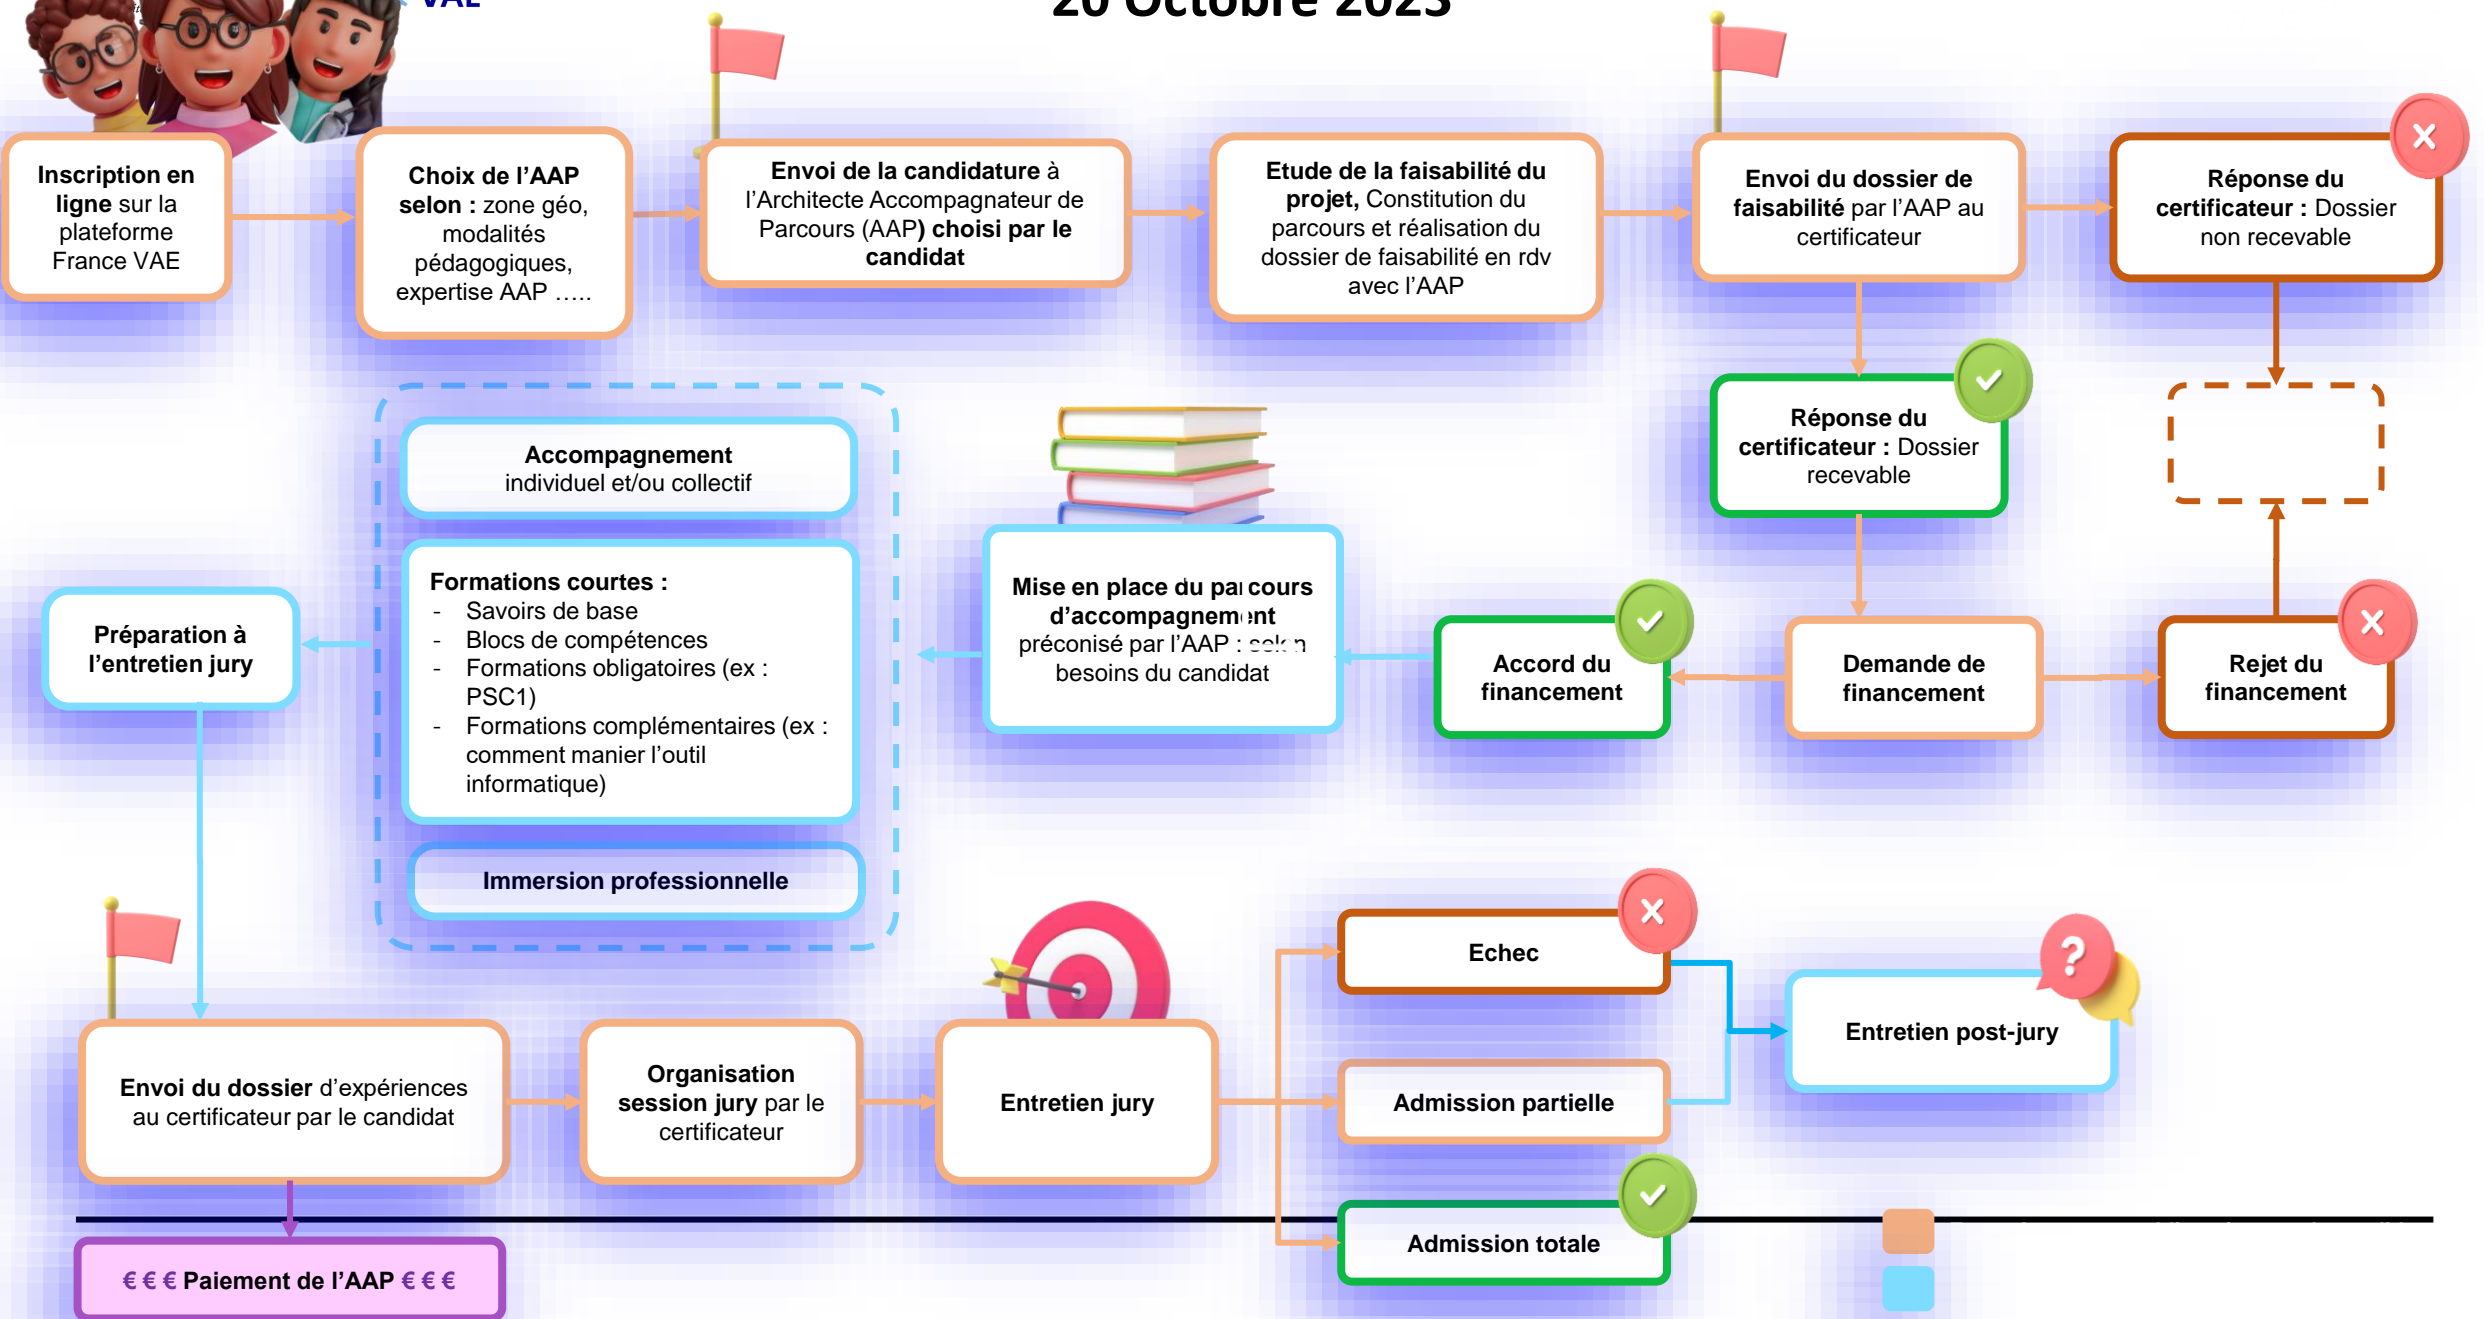 VAE
20 Octobre 2025
Inscription en
ligne sur la
plateforme
France VAE
Choix de l’AAP
selon : zone géo,
modalités
pédagogiques,
expertise AAP …..
Envoi de la candidature à
l’Architecte Accompagnateur de
Parcours (AAP) choisi par le
candidat
Etude de la faisabilité du
projet, Constitution du
parcours et réalisation du
dossier de faisabilité en rdv
avec l’AAP
Envoi du dossier de
faisabilité par l’AAP au
certificateur
Réponse du
certificateur : Dossier
non recevable
Réponse du
certificateur : Dossier
recevable
Accompagnement
individuel et/ou collectif
Formations courtes :
- Savoirs de base
- Blocs de compétences
- Formations obligatoires (ex :
PSC1)
- Formations complémentaires (ex :
comment manier l’outil
informatique)
Immersion professionnelle
Préparation à
l’entretien jury
Mise en place du parcours
d’accompagnement
préconisé par l’AAP : selon
besoins du candidat
Accord du
financement
Demande de
financement
Rejet du
financement
Envoi du dossier d’expériences
au certificateur par le candidat
Organisation
session jury par le
certificateur
Entretien jury
Echec
Admission partielle
Admission totale
Entretien post-jury
€ € € Paiement de l’AAP € € €